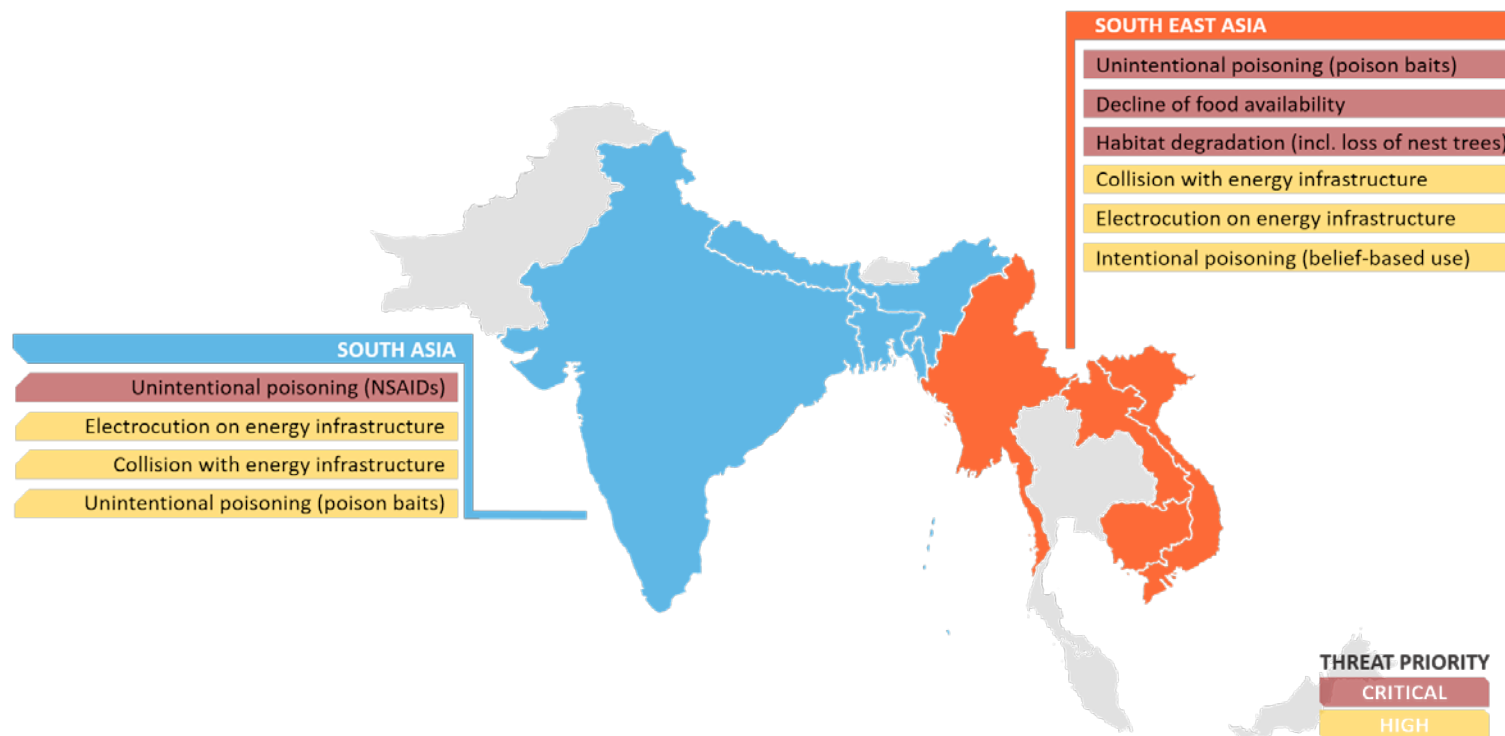 SOUTH EAST ASIA
Unintentional poisoning (poison baits)
Decline of food availability
Habitat degradation (incl. loss of nest trees)
Collision with energy infrastructure
Electrocution on energy infrastructure
Intentional poisoning (belief-based use)
SOUTH ASIA
Unintentional poisoning (NSAIDs)
Electrocution on energy infrastructure
Collision with energy infrastructure
Unintentional poisoning (poison baits)
THREAT PRIORITY
CRITICAL
HIGH